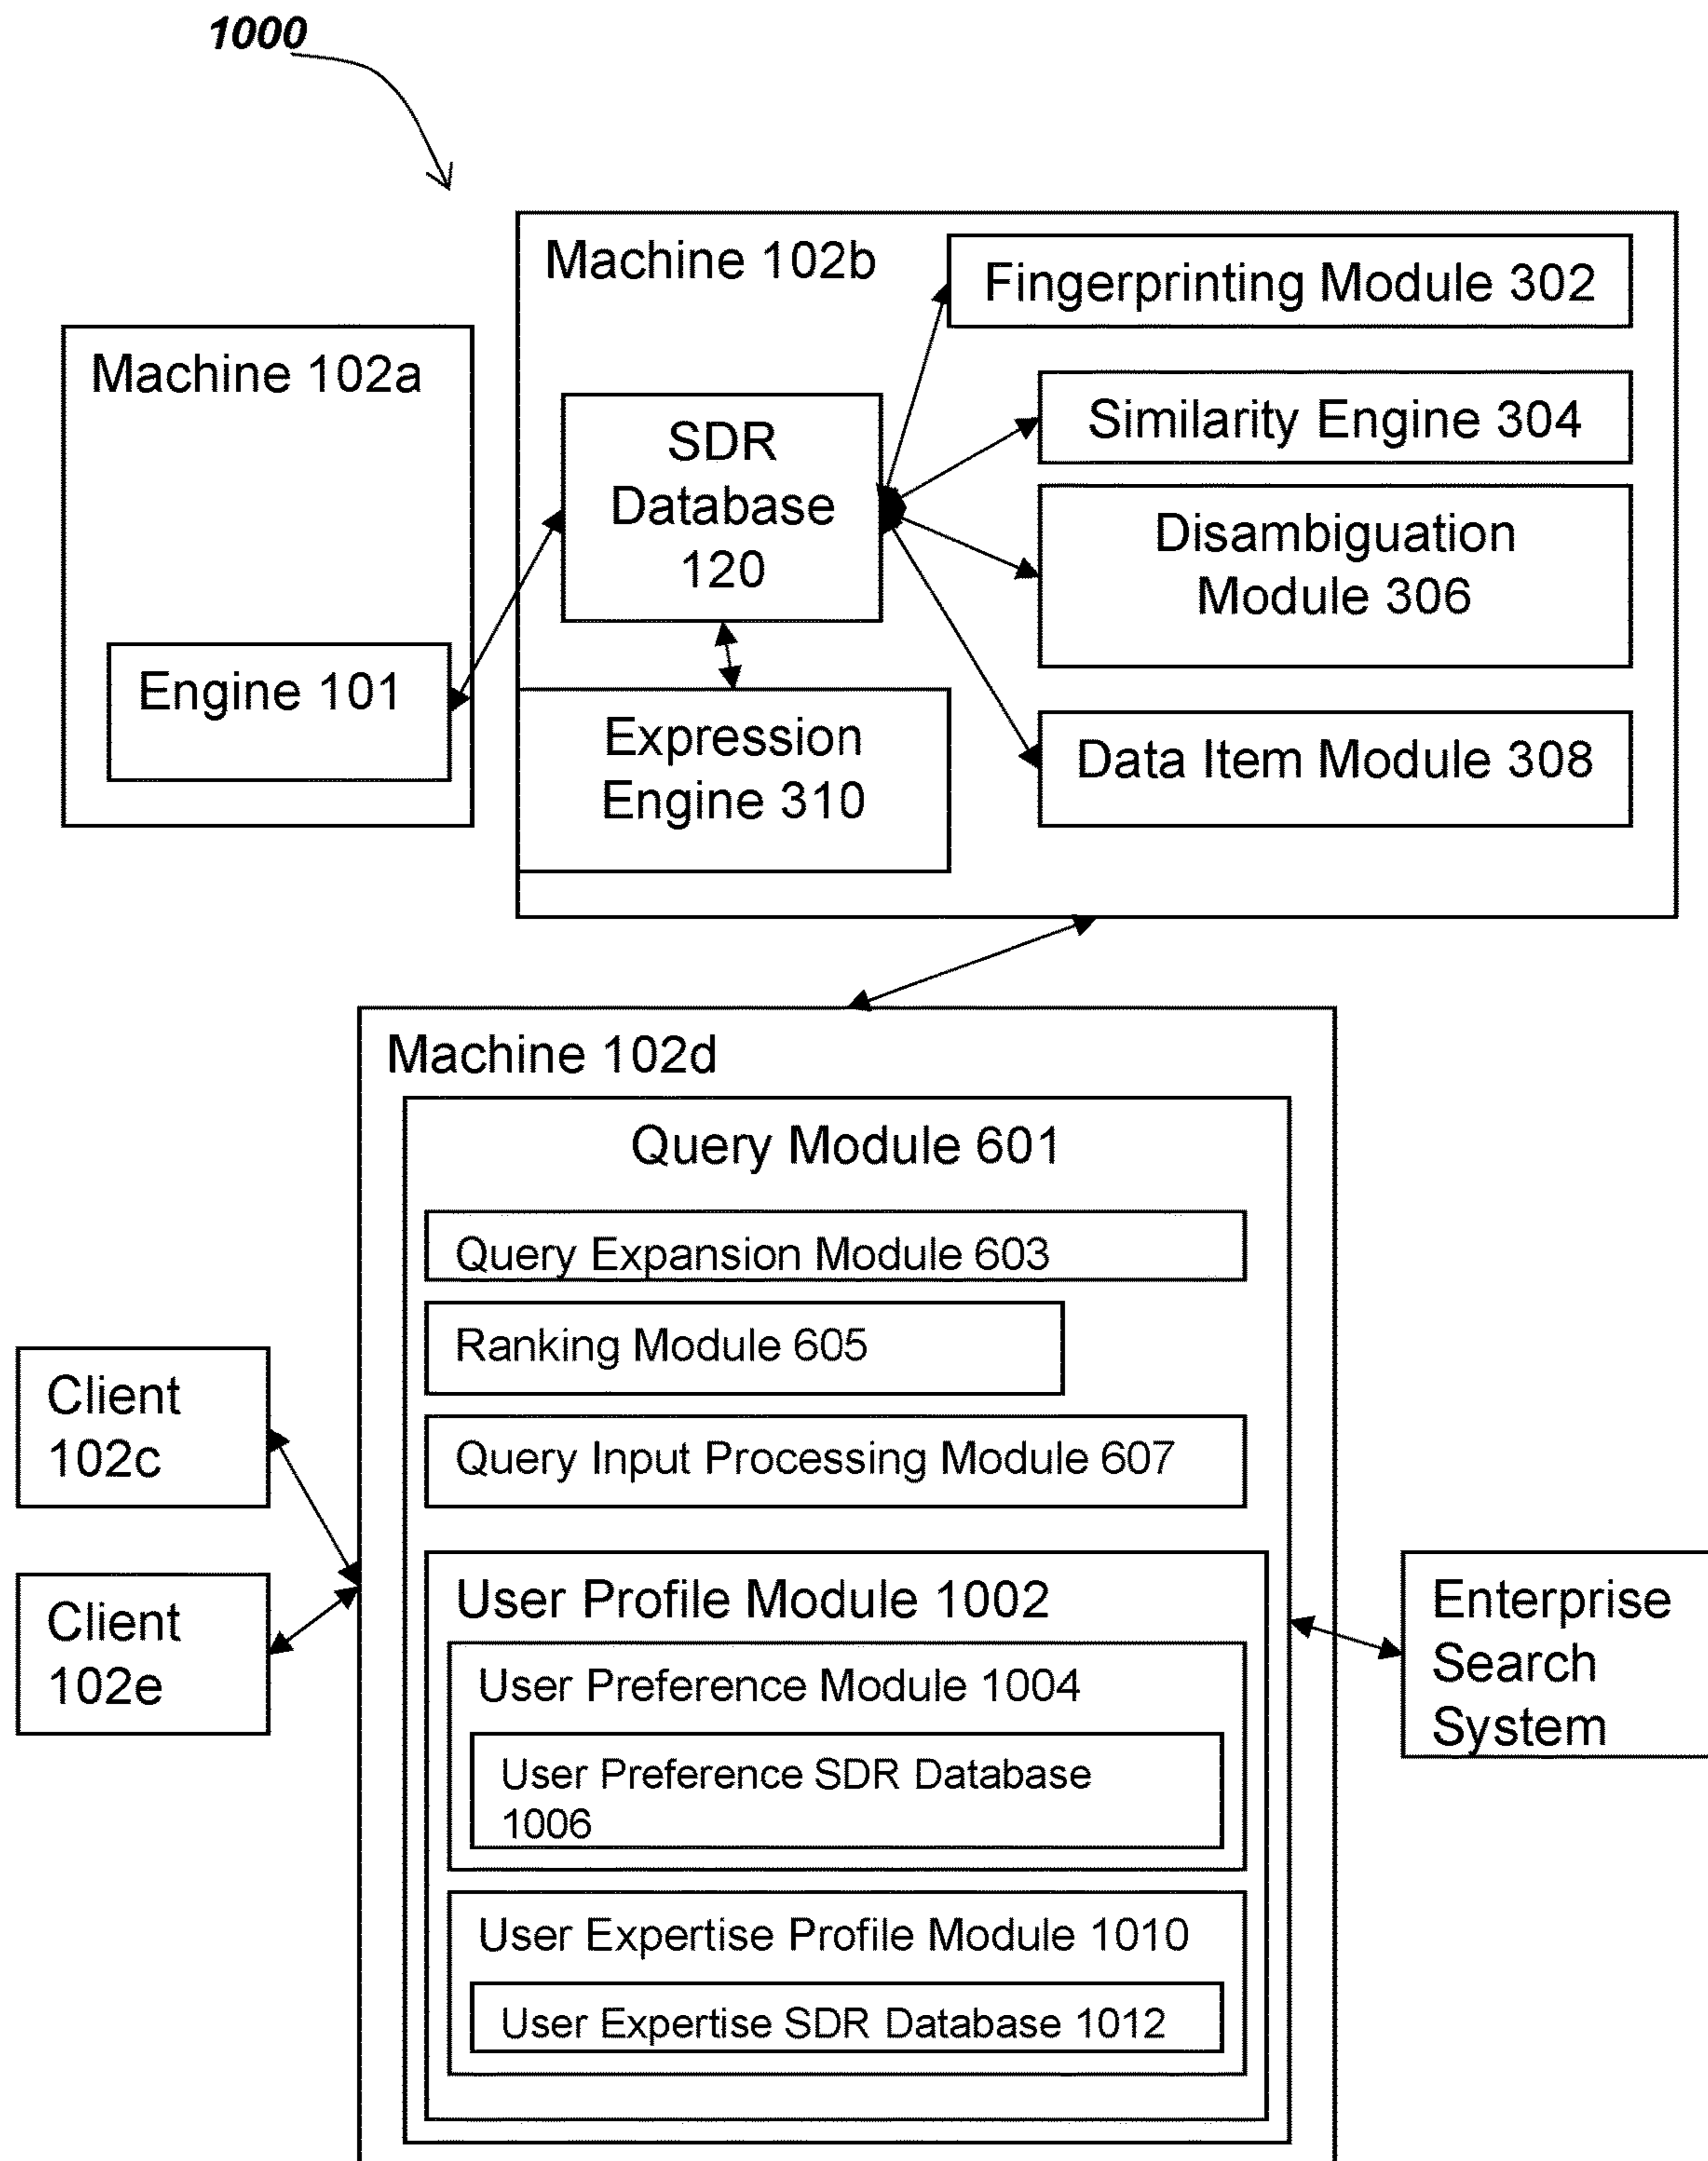 1000
Machine 102b
Fingerprinting Module 302
Machine 102a
Similarity Engine 304
SDR
Database
120
Disambiguation
Module 306
Engine 101
Expression
Engine 310
Data Item Module 308
Machine 102d
Query Module 601
Query Expansion Module 603
Ranking Module 605
Client
102c
Query Input Processing Module 607
Client
102e
User Profile Module 1002
Enterprise
Search
System
User Preference Module 1004
User Preference SDR Database
1006
User Expertise Profile Module 1010
User Expertise SDR Database 1012